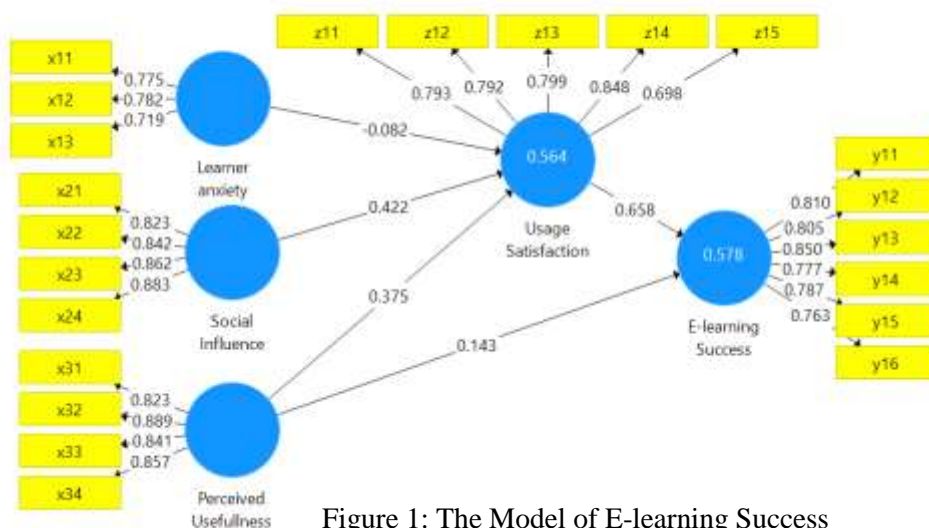 z11
z12
z13
z14
z15
x11
x12
x13
0.775
0.782
0.719
0.793
0.792
0.799
0.848
0.698
-0.082
Learner
anxiety
0.564
Usage
Satisfaction
x21
x22
x23
x24
0.823
0.842
0.862
0.883
0.422
Social
Influence
0.658
0.375
0.143
y11
y12
y13
y14
y15
y16
0.810
0.805
0.850
0.777
0.787
0.763
0.578
E-learning
Success
x31
x32
x33
x34
0.823
0.889
0.841
0.857
Perceived
Usefullness
Figure 1: The Model of E-learning Success